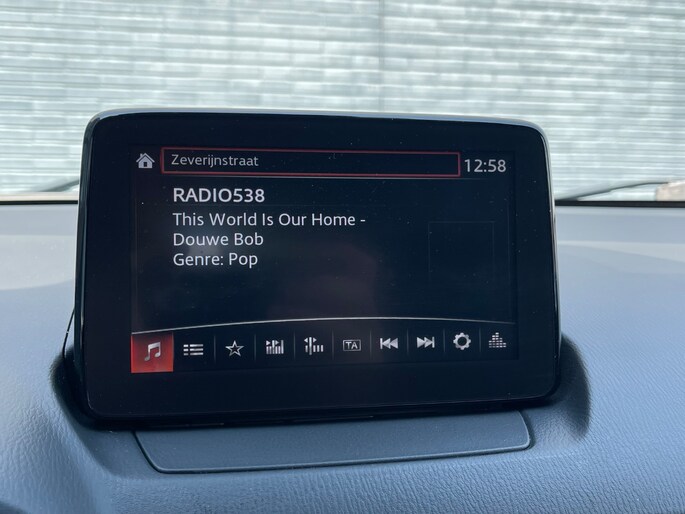 Zeverijnstraat
12:58
RADIO538
This World Is Our Home -
Douwe Bob
Genre: Pop
TA